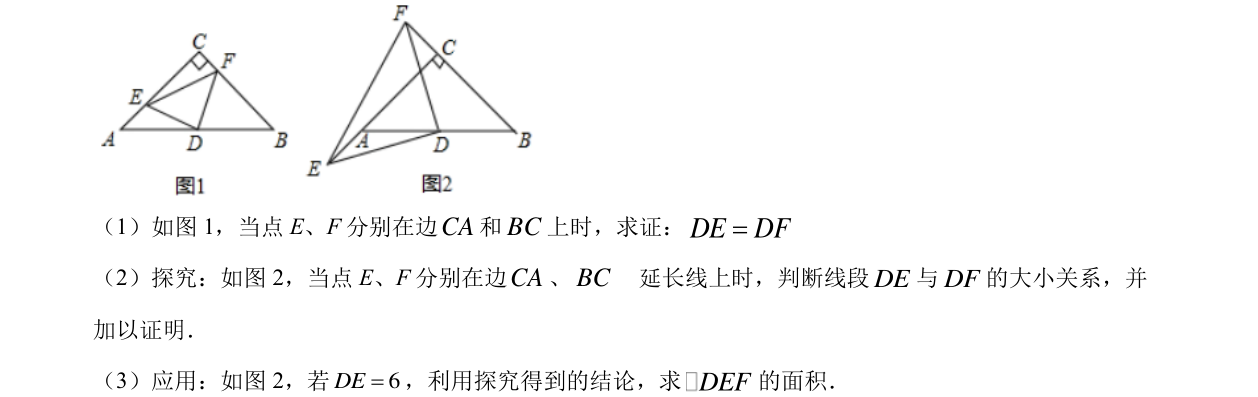 C
F
E
A
D
B
图1
F
C
A
D
B
E
图2
（1）如图 1，当点 E、F 分别在边 CA 和 BC 上时，求证： DE = DF
（2）探究：如图 2，当点 E、F 分别在边 CA 、 BC 延长线上时，判断线段 DE 与 DF 的大小关系，并
加以证明．
（3）应用：如图 2，若 DE = 6 ，利用探究得到的结论，求 □DEF 的面积．